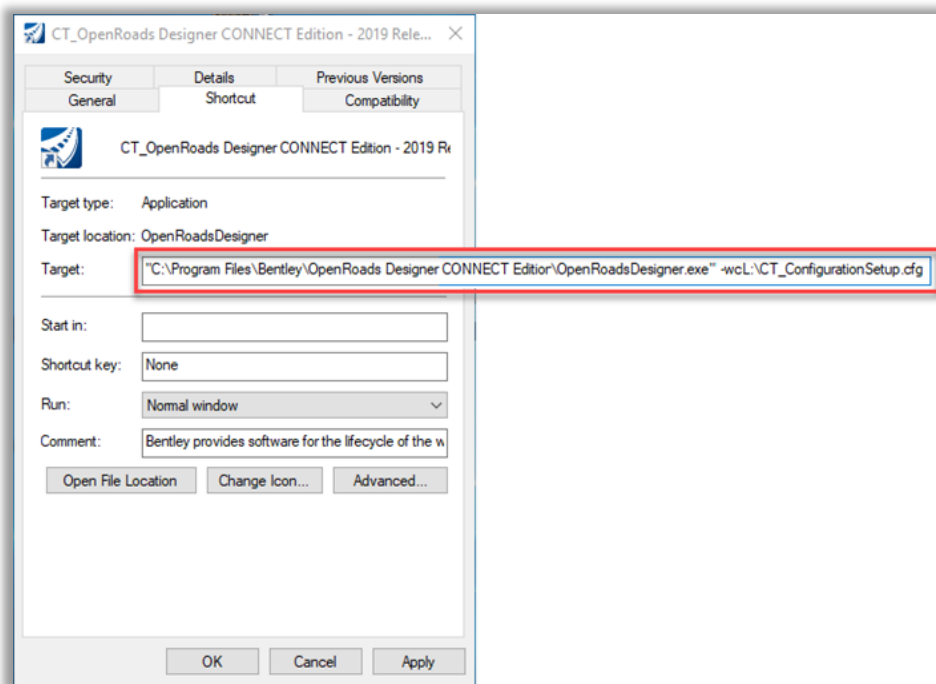 CT_OpenRoads Designer CONNECT Edition - 2019 Rele...
Security Details Previous Versions
General Shortcut Compatibility
CT_OpenRoads Designer CONNECT Edition - 2019 Re
Target type: Application
Target location: OpenRoadsDesigner
Target: "C:\Program Files\Bentley\OpenRoads Designer CONNECT Edition\OpenRoadsDesigner.exe" -wcL:\CT_ConfigurationSetup.cfg
Start in:
Shortcut key: None
Run: Normal window
Comment: Bentley provides software for the lifecycle of the w
Open File Location Change Icon... Advanced...
OK Cancel Apply